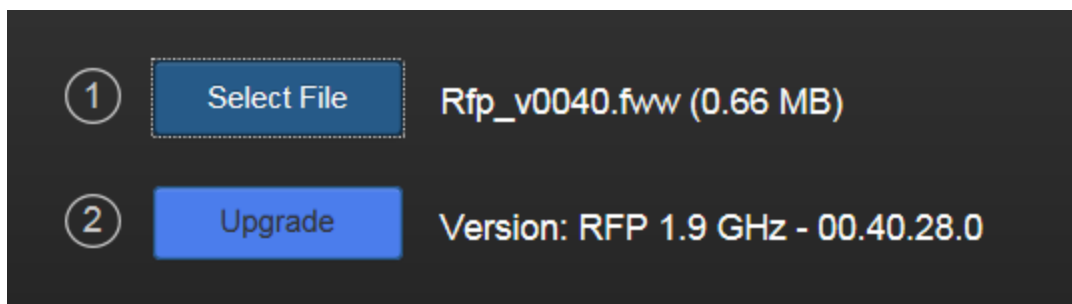 1 Select File Rfp_v0040.fww (0.66 MB)
2 Upgrade Version: RFP 1.9 GHz - 00.40.28.0